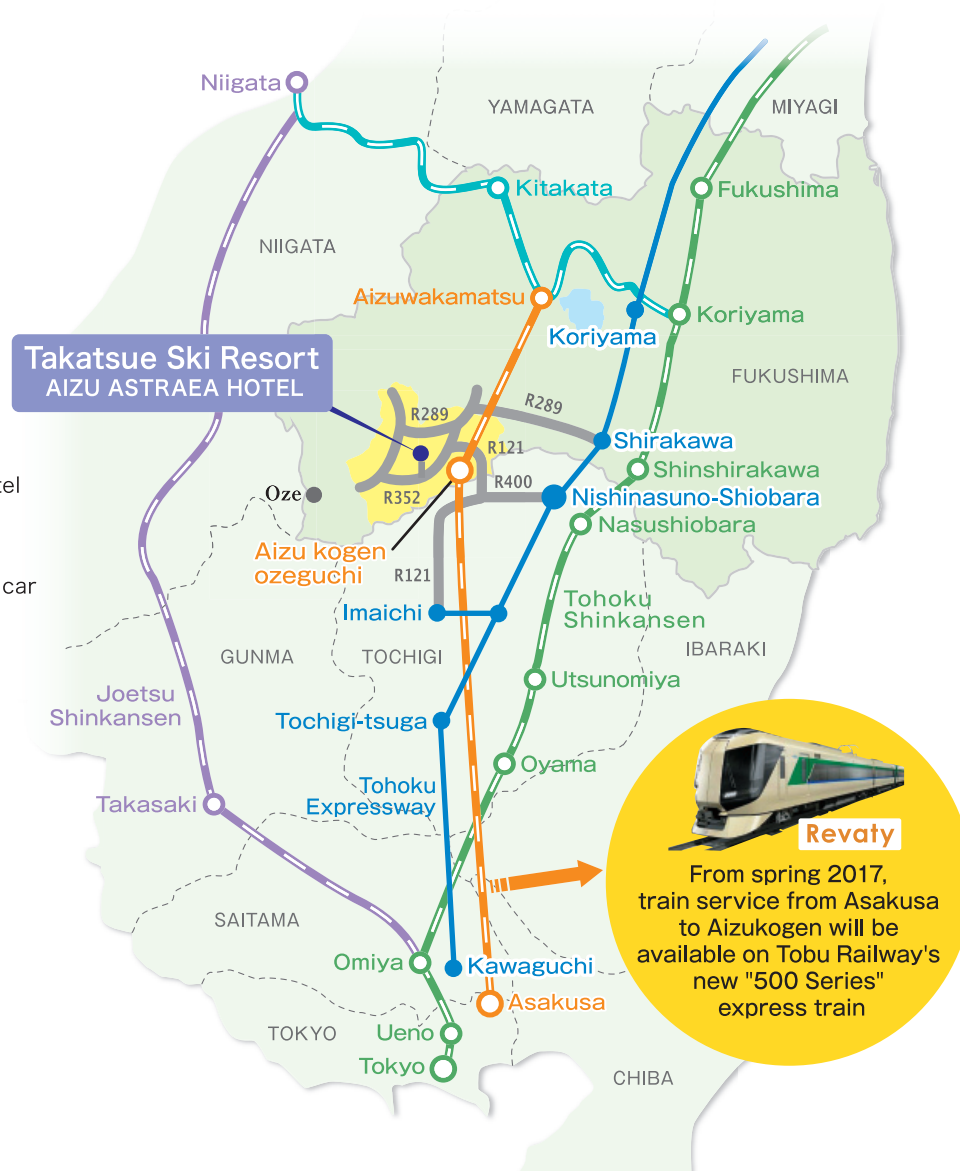 Niigata
YAMAGATA
MIYAGI
Kitakata
Fukushima
NIIGATA
Aizuwakamatsu
Koriyama
Koriyama
Takatsue Ski Resort
AIZU ASTRAEA HOTEL
FUKUSHIMA
R289
R289
Shirakawa
R121
Shinshirakawa
tel
Oze
R352
R400
Nishinasuno-Shiobara
Nasushiobara
Aizu kogen
ozeguchi
R121
car
Imaichi
Tohoku
Shinkansen
IBARAKI
GUNMA
TOCHIGI
Utsunomiya
Joetsu
Shinkansen
Tochigi-tsuga
Oyama
Tohoku
Expressway
Takasaki
Revaty
From spring 2017,
train service from Asakusa
to Aizukogen will be
available on Tobu Railway's
new "500 Series"
express train
SAITAMA
Omiya
Kawaguchi
Asakusa
TOKYO
Ueno
Tokyo
CHIBA